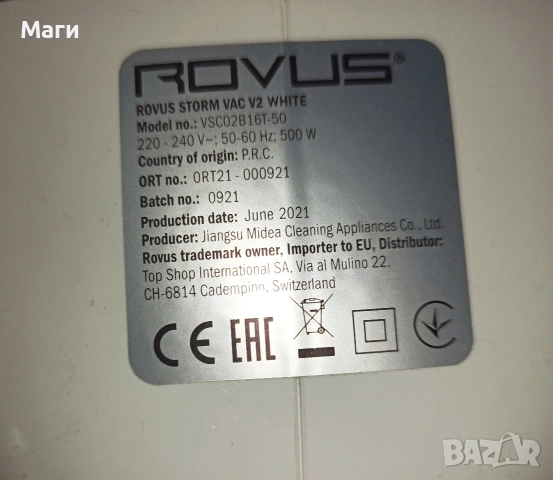 Маги
ROVUS®
ROVUS STORM VAC V2 WHITE
Model no.: VSC02B16T-50
220 - 240 V~; 50-60 Hz; 500 W
Country of origin: P.R.C.
ORT no.: ORT21 - 000921
Batch no.: 0921
Production date: June 2021
Producer: Jiangsu Midea Cleaning Appliances Co., Ltd.
Rovus trademark owner, Importer to EU, Distributor:
Top Shop International SA, Via al Mulino 22.
CH-6814 Cadempino, Switzerland
CE EAC
BAZAR